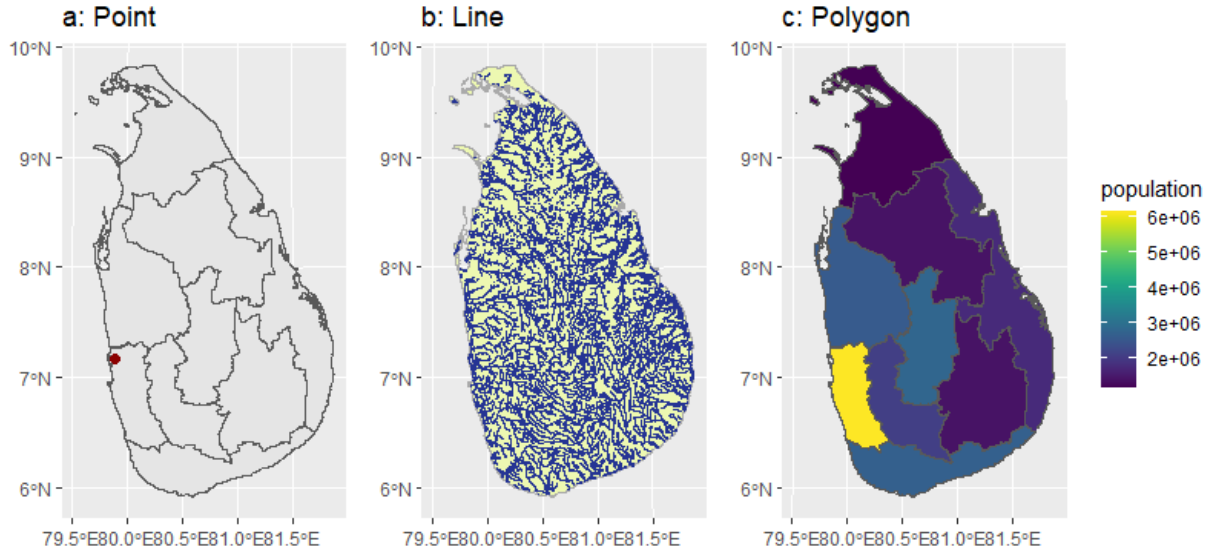 a: Point
b: Line
c: Polygon
10°N
9°N
8°N
7°N
6°N
79.5°E80.0°E80.5°E81.0°E81.5°E
10°N
9°N
8°N
7°N
6°N
79.5°E80.0°E80.5°E81.0°E81.5°E
10°N
9°N
8°N
7°N
6°N
79.5°E80.0°E80.5°E81.0°E81.5°E
population
6e+06
5e+06
4e+06
3e+06
2e+06